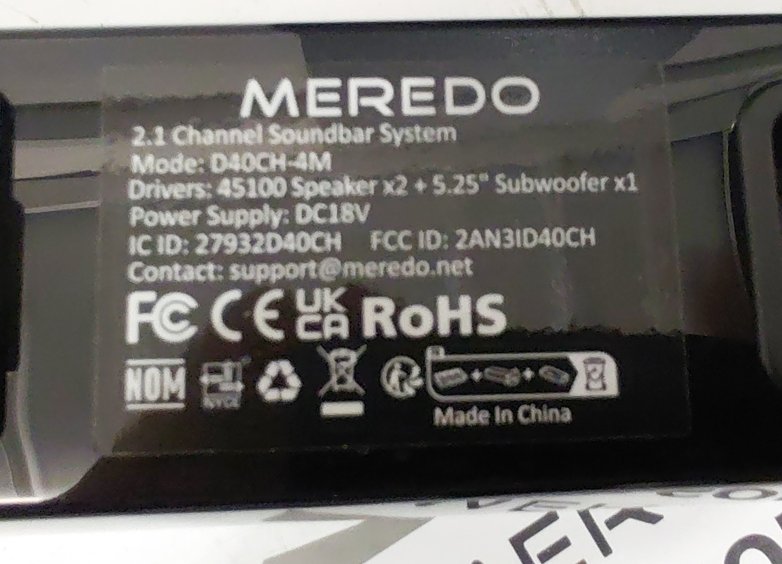 MEREDO
2.1 Channel Soundbar System
Mode: D40CH-4M
Drivers: 45100 Speaker x2 + 5.25" Subwoofer x1
Power Supply: DC18V
IC ID: 27932D40CH FCC ID: 2AN3ID40CH
Contact: support@meredo.net
FC CE UK CA RoHS
NOM NYCE
Made In China
LER